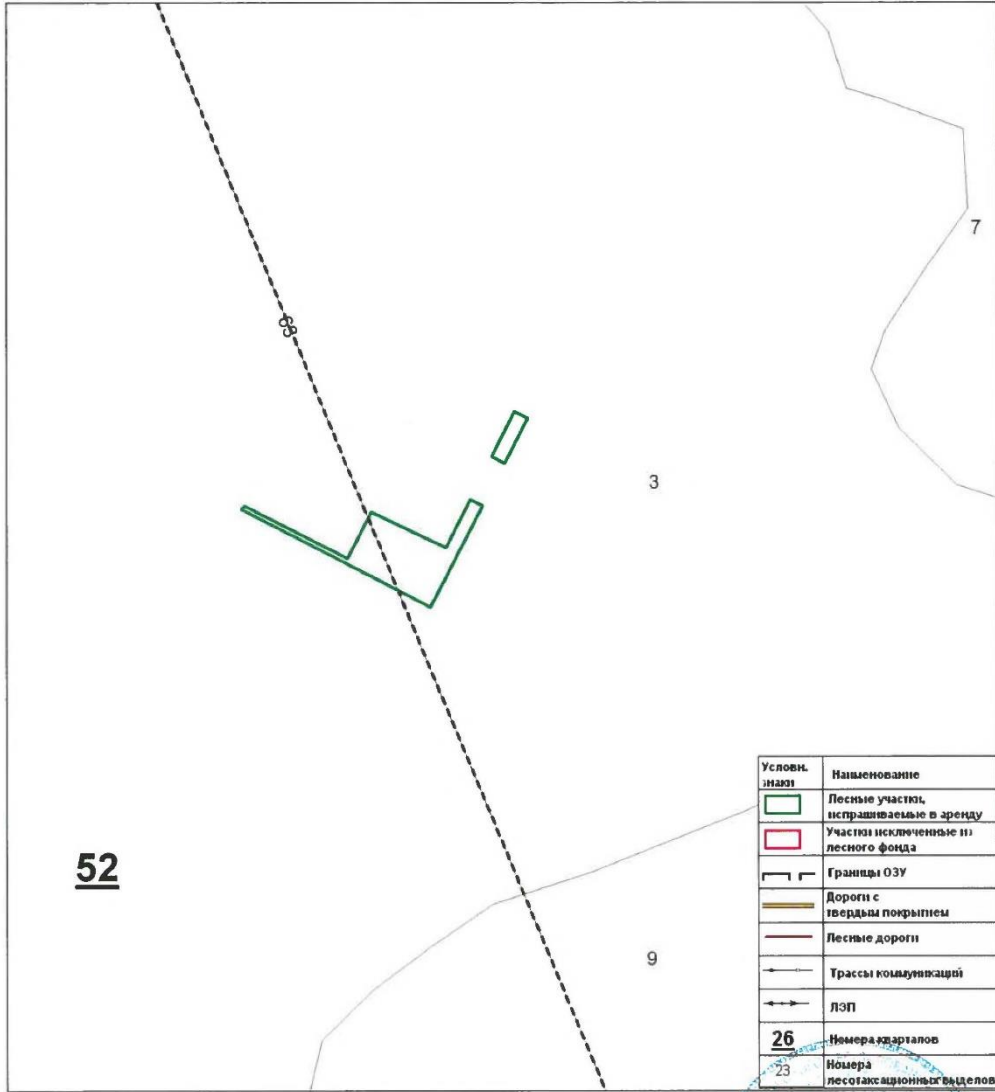 7
63
3
52
9
Условн. знаки
Наименование
Лесные участки,
испрашиваемые в аренду
Участки исключенные из
лесного фонда
Границы ОЗУ
Дороги с
твердым покрытием
Лесные дороги
Трассы коммуникаций
ЛЭП
26
Номера кварталов
23
Номера
лесотаксационных выделов